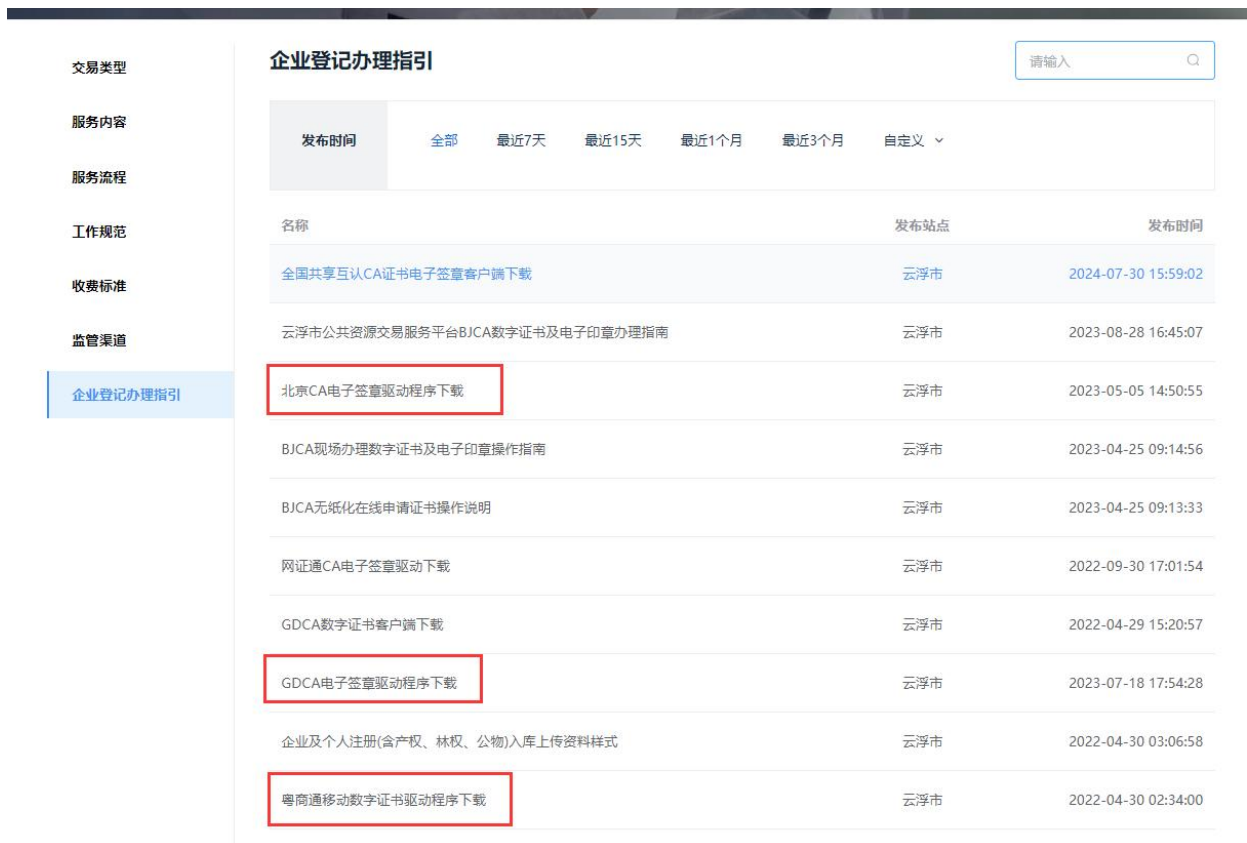 交易类型
服务内容
服务流程
工作规范
收费标准
监管渠道
企业登记办理指引
企业登记办理指引
请输入
发布时间 全部 最近7天 最近15天 最近1个月 最近3个月 自定义
名称 发布站点 发布时间
全国共享互认CA证书电子签章客户端下载 云浮市 2024-07-30 15:59:02
云浮市公共资源交易服务平台BJCA数字证书及电子印章办理指南 云浮市 2023-08-28 16:45:07
北京CA电子签章驱动程序下载 云浮市 2023-05-05 14:50:55
BJCA现场办理数字证书及电子印章操作指南 云浮市 2023-04-25 09:14:56
BJCA无纸化在线申请证书操作说明 云浮市 2023-04-25 09:13:33
网证通CA电子签章驱动下载 云浮市 2022-09-30 17:01:54
GDCA数字证书客户端下载 云浮市 2022-04-29 15:20:57
GDCA电子签章驱动程序下载 云浮市 2023-07-18 17:54:28
企业及个人注册(含产权、林权、公物)入库上传资料样式 云浮市 2022-04-30 03:06:58
粤商通移动数字证书驱动程序下载 云浮市 2022-04-30 02:34:00